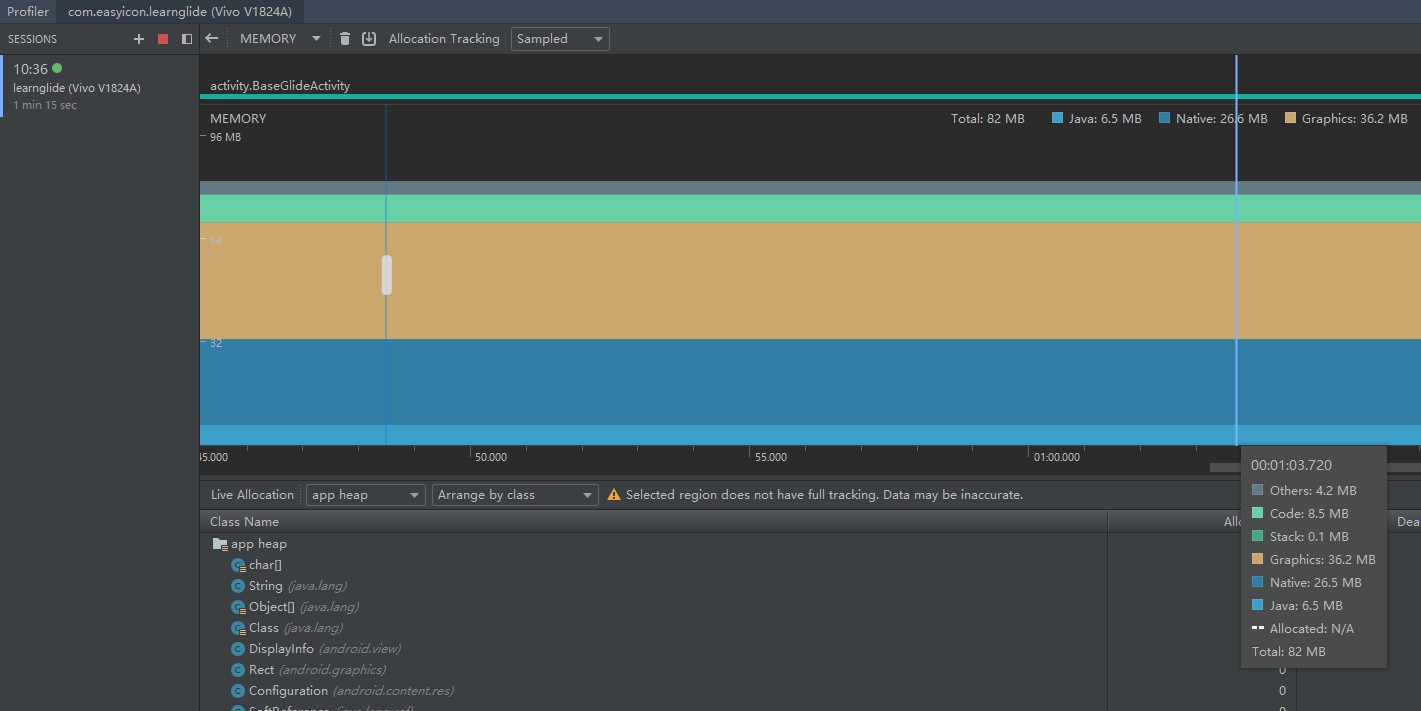 Profiler com.easyicon.learnglide (Vivo V1824A)
SESSIONS MEMORY Allocation Tracking Sampled
10:36
learnglide (Vivo V1824A)
1 min 15 sec
activity.BaseGlideActivity
MEMORY Total: 82 MB Java: 6.5 MB Native: 26.6 MB Graphics: 36.2 MB
96 MB
64
32
45.000 50.000 55.000 01:00.000
00:01:03.720
Others: 4.2 MB
Code: 8.5 MB
Stack: 0.1 MB
Graphics: 36.2 MB
Native: 26.5 MB
Java: 6.5 MB
Allocated: N/A
Total: 82 MB
Live Allocation app heap Arrange by class Selected region does not have full tracking. Data may be inaccurate.
Class Name
app heap
char[]
String (java.lang)
Object[] (java.lang)
Class (java.lang)
DisplayInfo (android.view)
Rect (android.graphics) 0
Configuration (android.content.res) 0